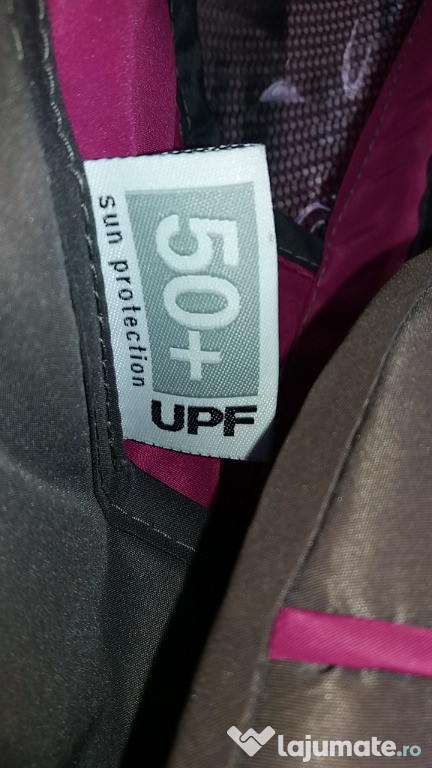 50+
sun protection
UPF
lajumate.ro